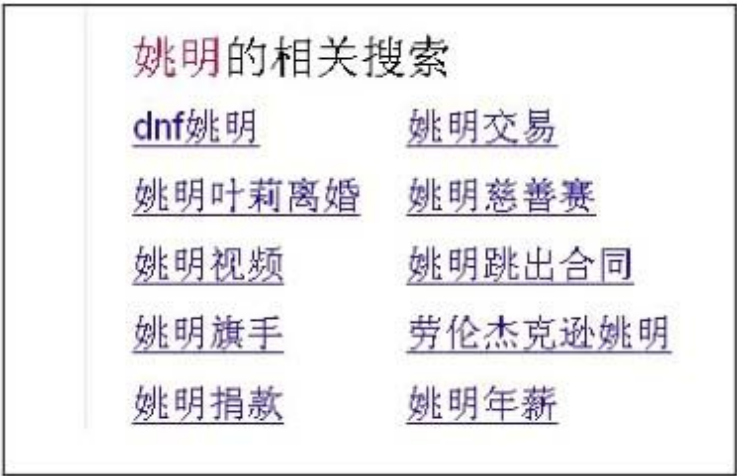 姚明的相关搜索
dnf姚明 姚明交易
姚明叶莉离婚 姚明慈善赛
姚明视频 姚明跳出合同
姚明旗手 劳伦杰克逊姚明
姚明捐款 姚明年薪